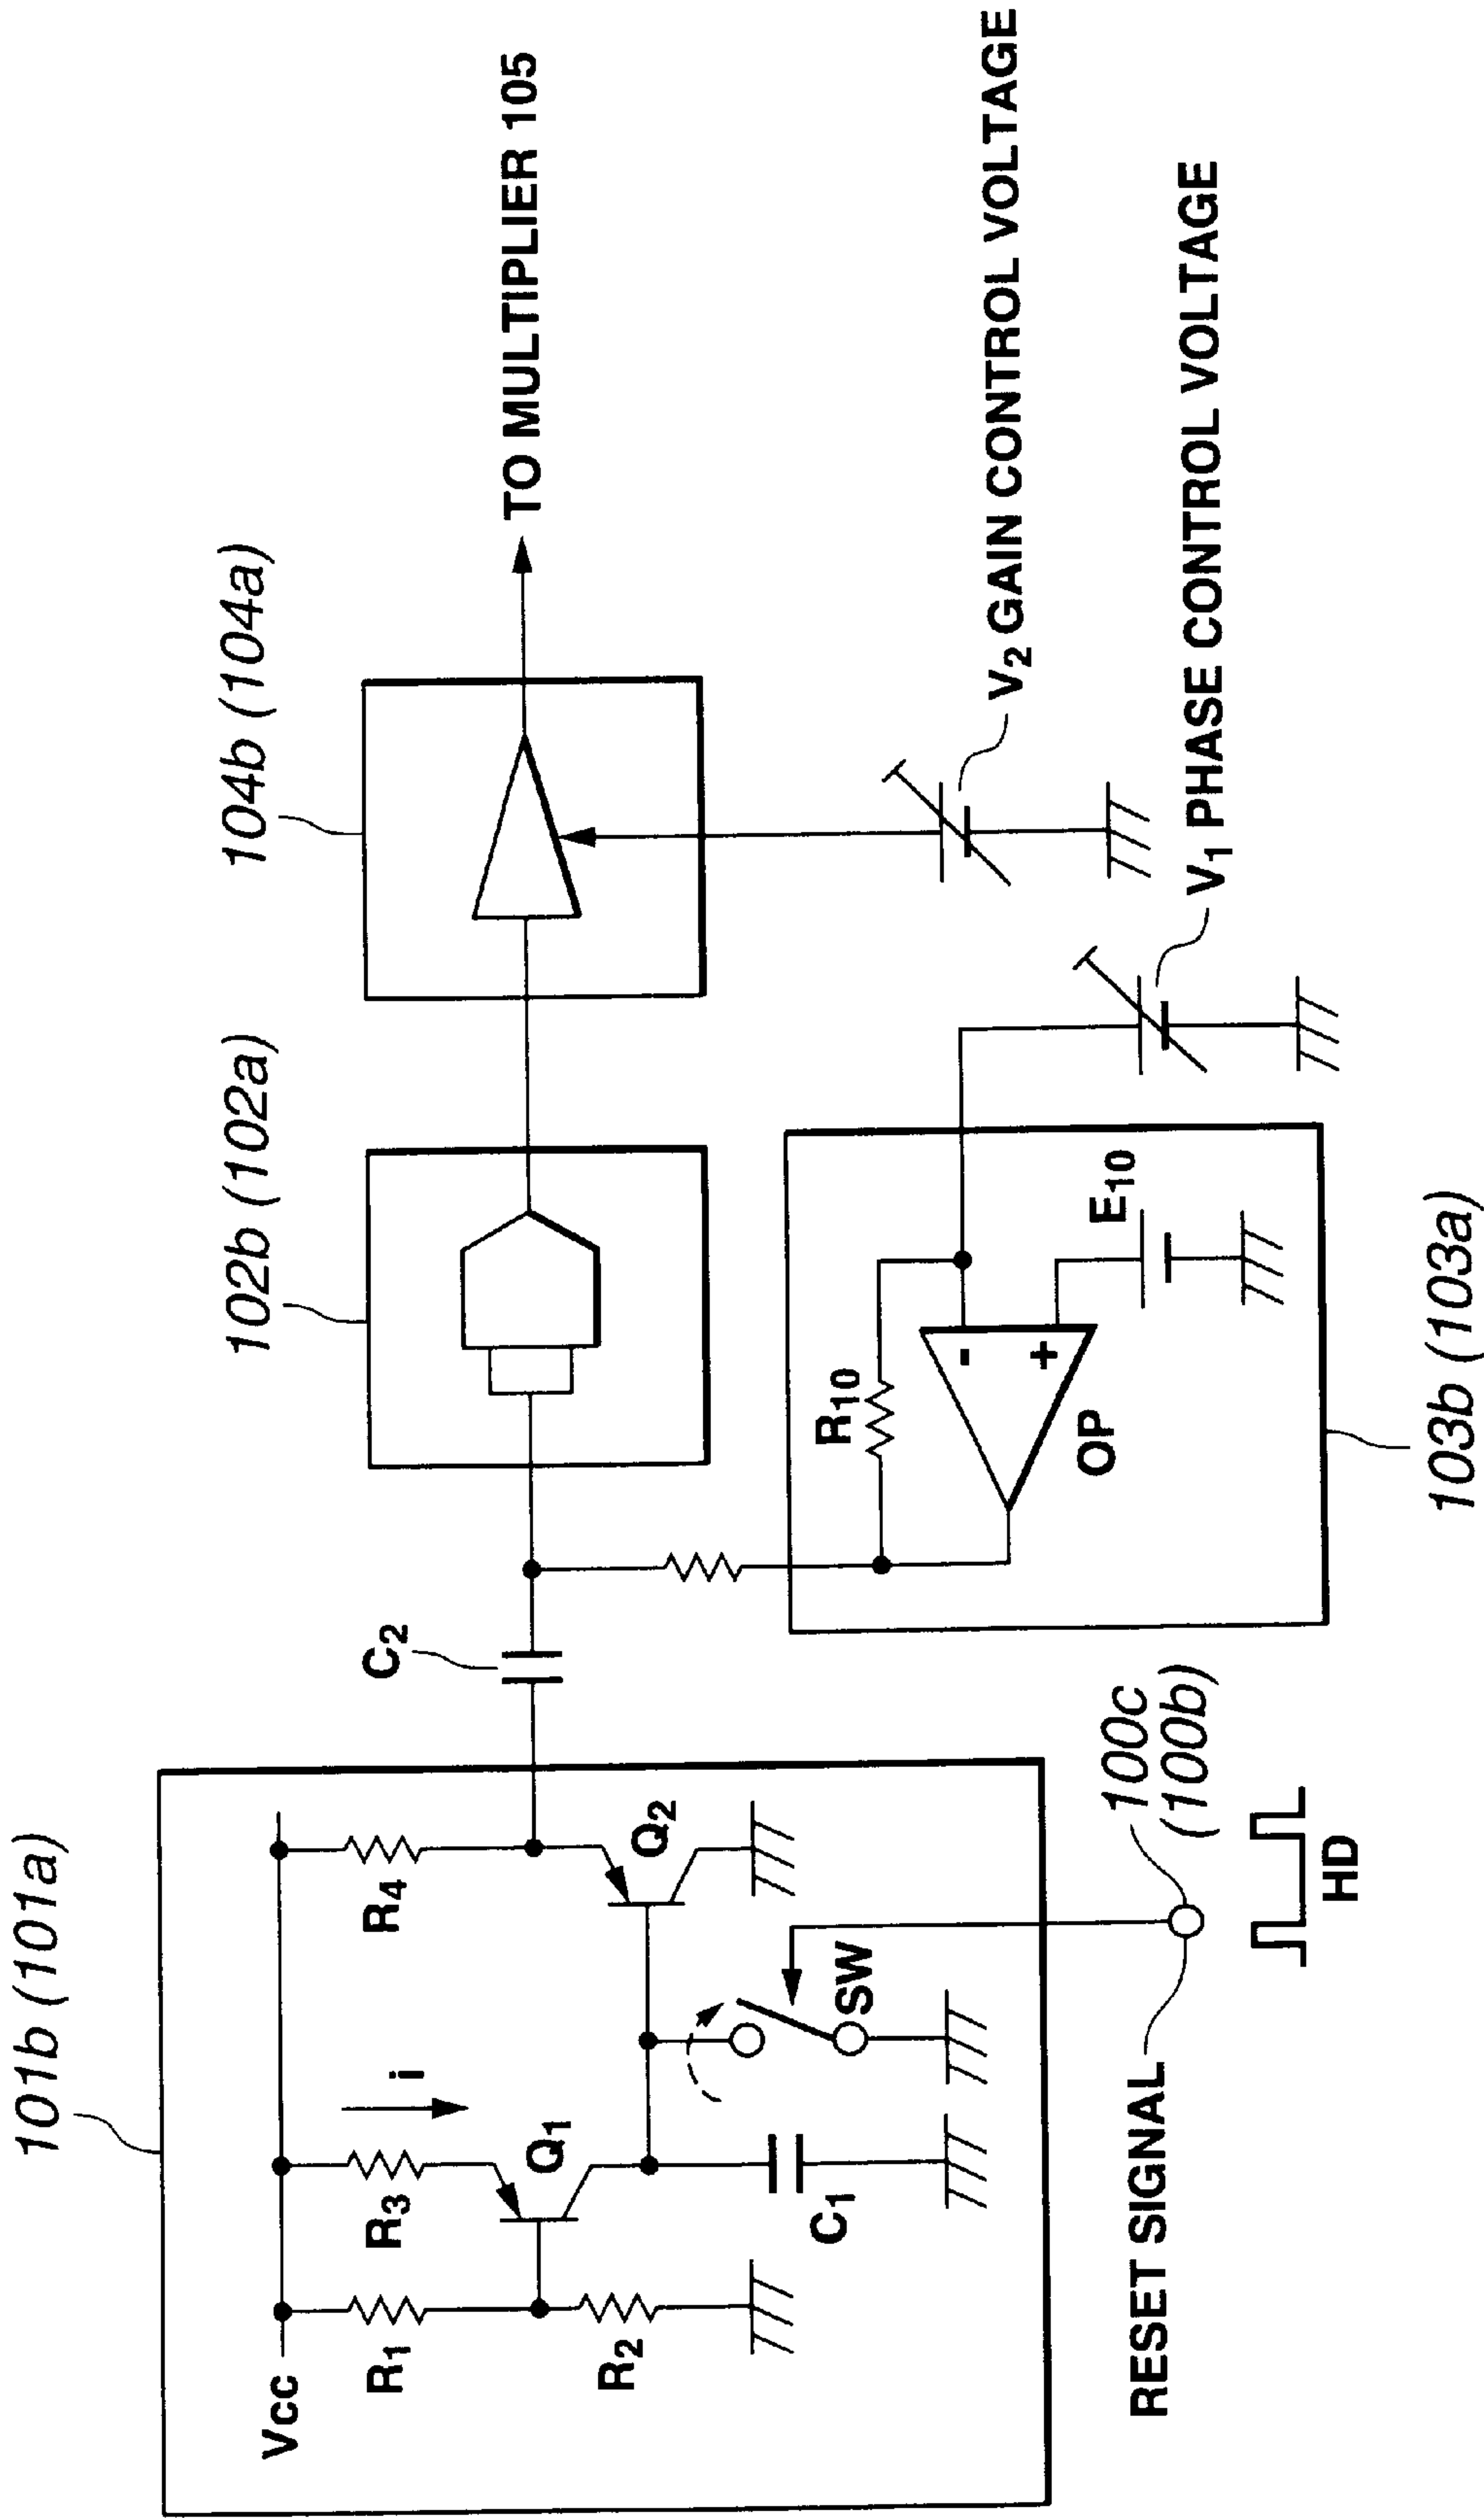 101b (101a)
Vcc
R1
R2
R3
i
Q1
C1
R4
Q2
SW
RESET SIGNAL
100c
(100b)
HD
C2
102b (102a)
104b (104a)
TO MULTIPLIER 105
R10
-
+
OP
E10
103b (103a)
V2 GAIN CONTROL VOLTAGE
V1 PHASE CONTROL VOLTAGE